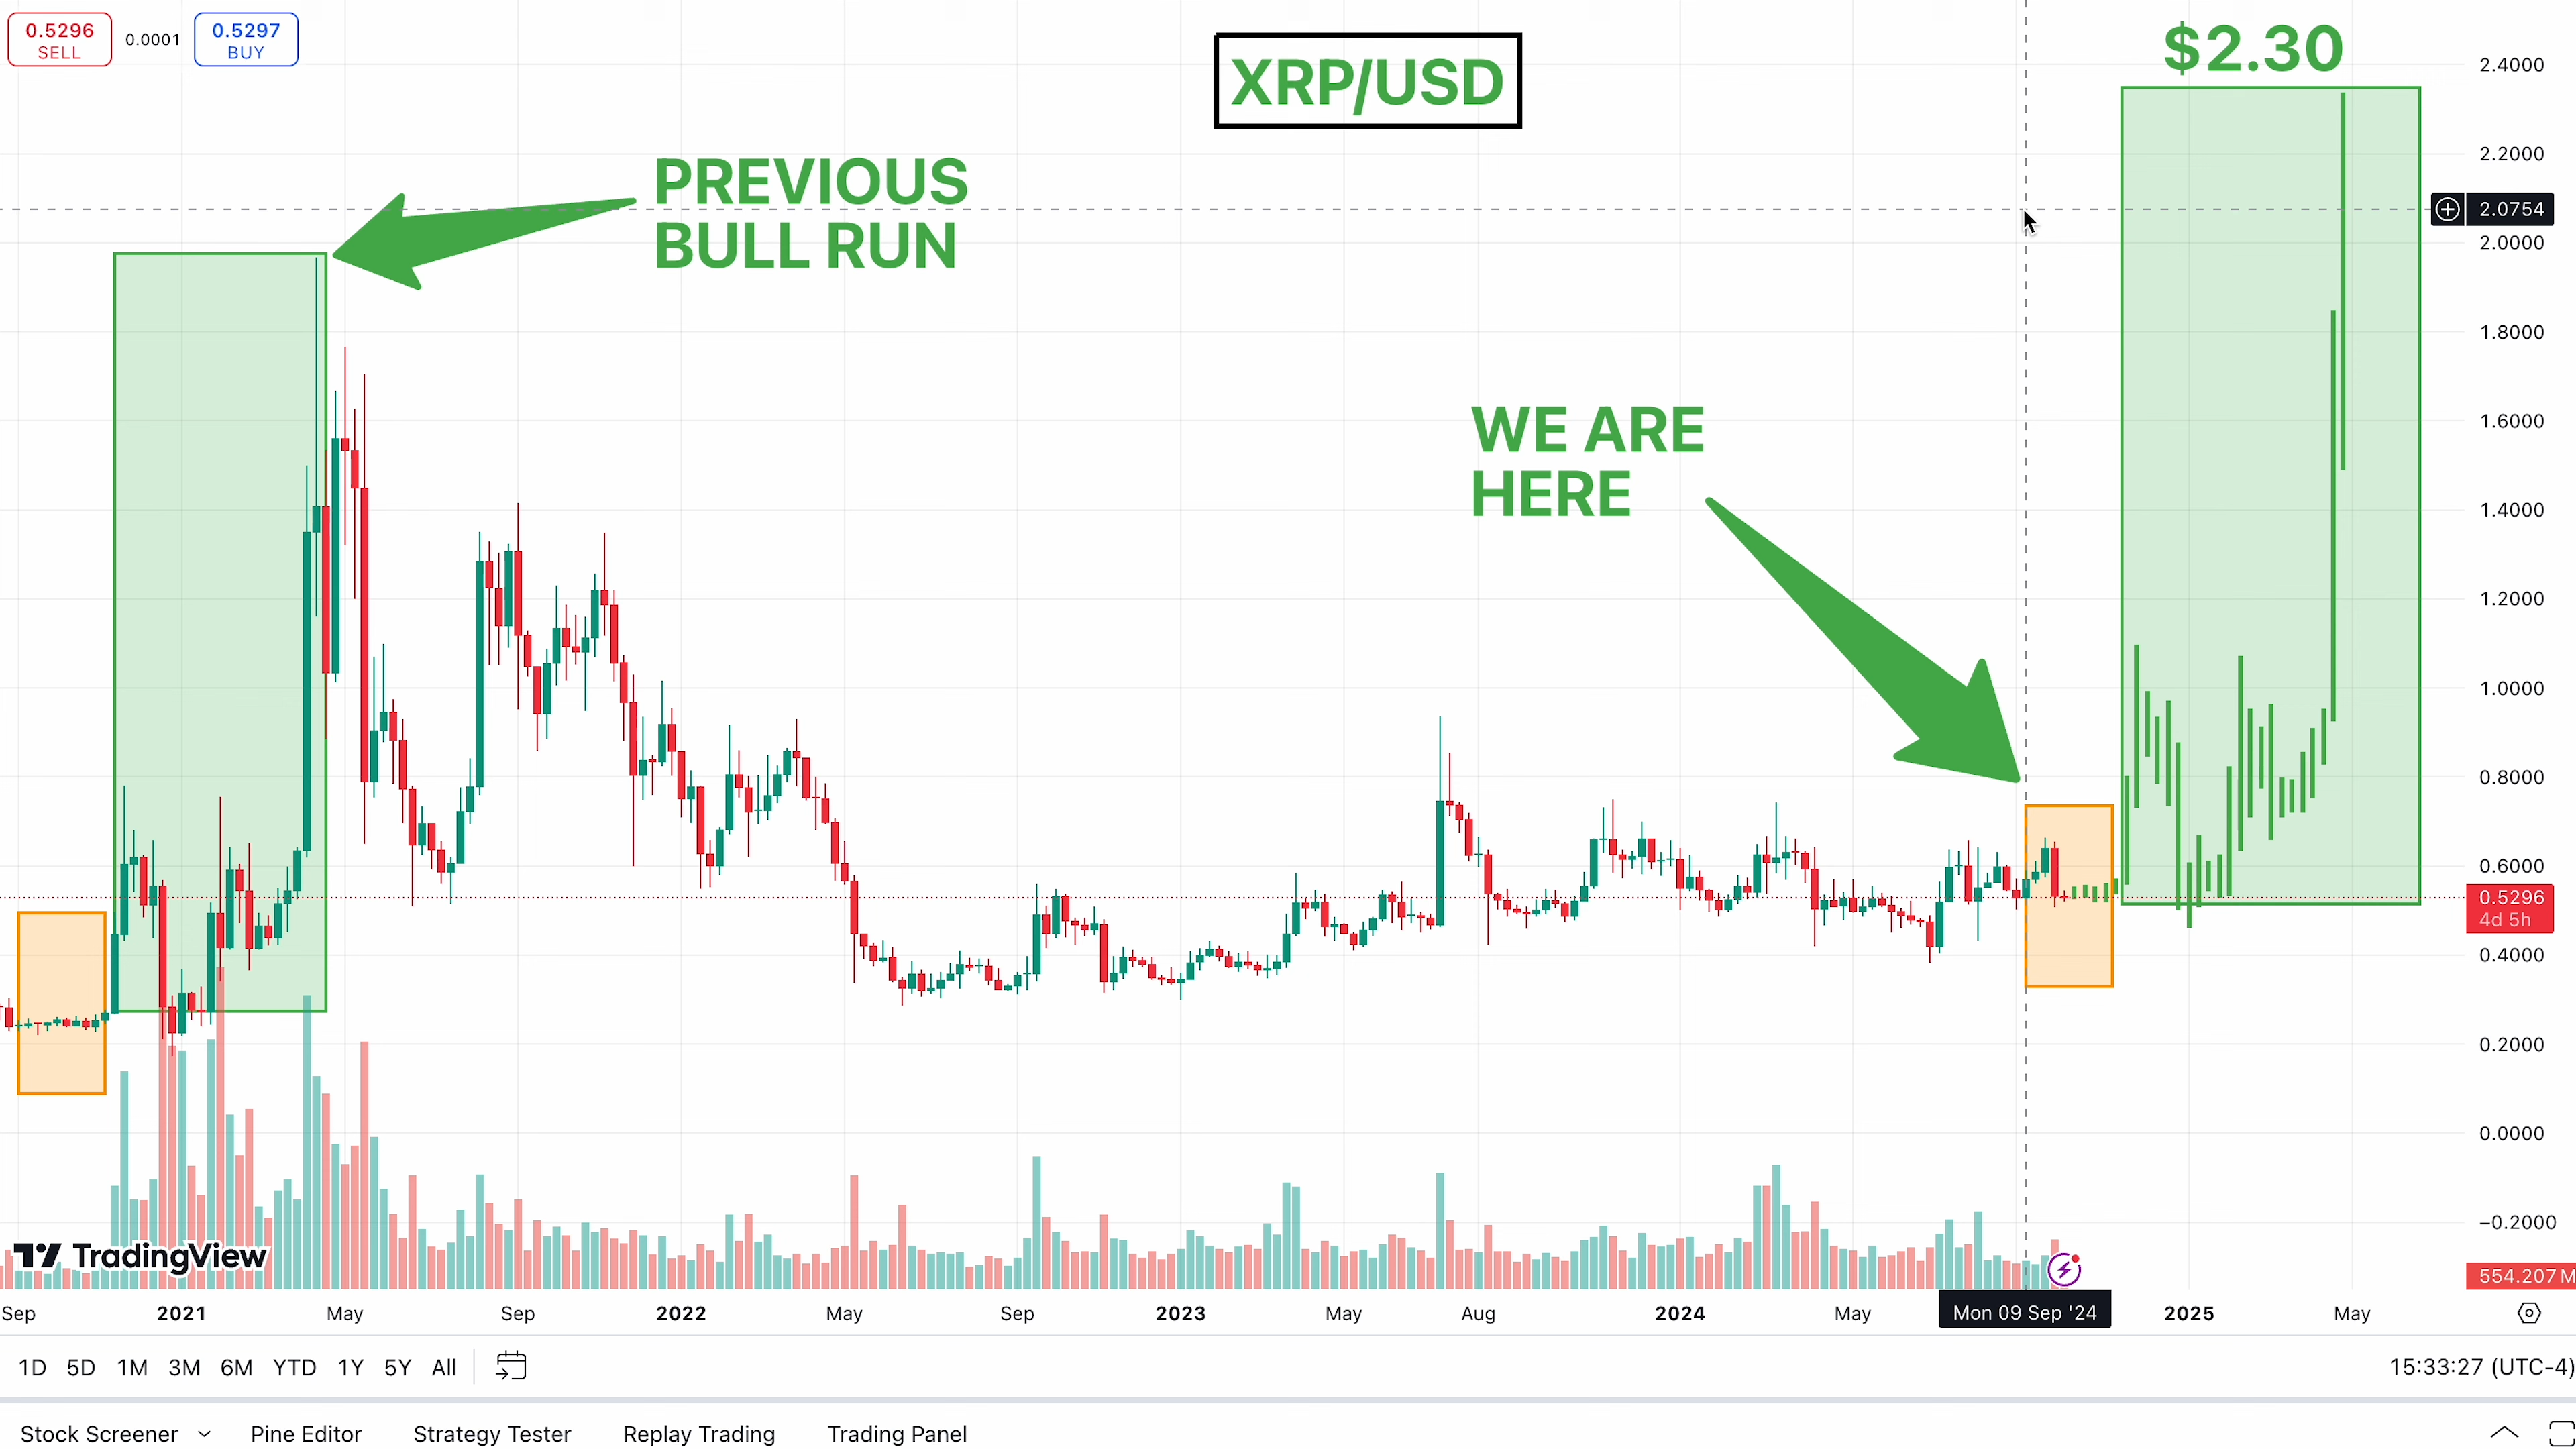 0.5296
SELL
0.0001
0.5297
BUY
XRP/USD
$2.30
PREVIOUS
BULL RUN
WE ARE
HERE
2.4000
2.2000
2.0754
2.0000
1.8000
1.6000
1.4000
1.2000
1.0000
0.8000
0.6000
0.5296
4d 5h
0.4000
0.2000
0.0000
−0.2000
554.207 M
TradingView
Sep 2021 May Sep 2022 May Sep 2023 May Aug 2024 May Mon 09 Sep '24 2025 May
1D 5D 1M 3M 6M YTD 1Y 5Y All
15:33:27 (UTC-4)
Stock Screener Pine Editor Strategy Tester Replay Trading Trading Panel